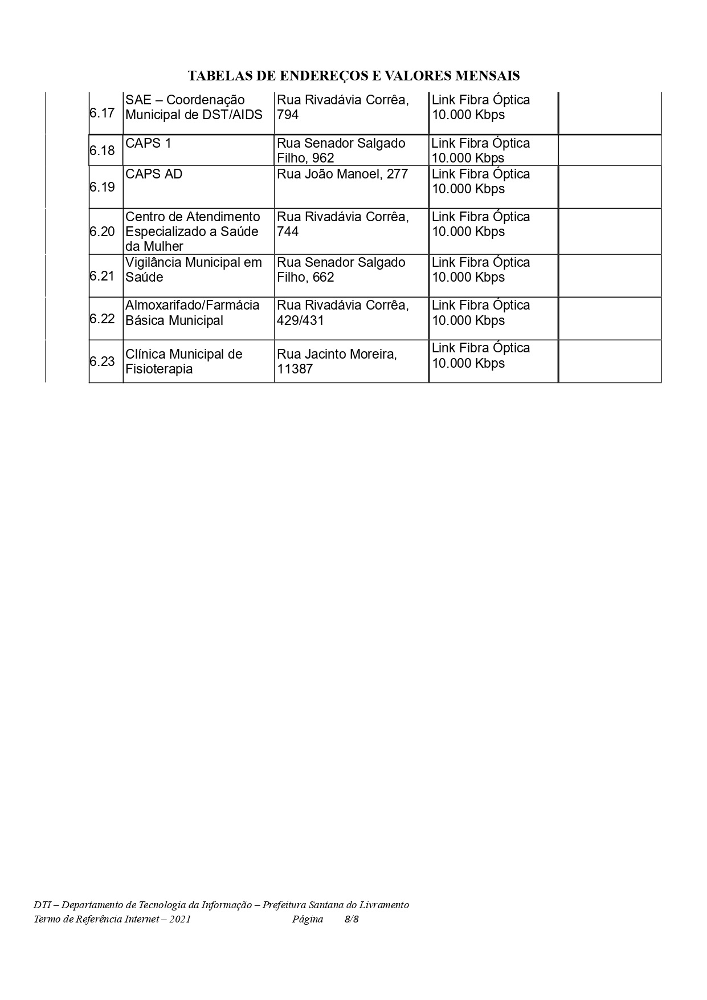 TABELAS DE ENDEREÇOS E VALORES MENSAIS
6.17
SAE – Coordenação
Municipal de DST/AIDS
Rua Rivadávia Corrêa,
794
Link Fibra Óptica
10.000 Kbps
6.18
CAPS 1
Rua Senador Salgado
Filho, 962
Link Fibra Óptica
10.000 Kbps
6.19
CAPS AD
Rua João Manoel, 277
Link Fibra Óptica
10.000 Kbps
6.20
Centro de Atendimento
Especializado a Saúde
da Mulher
Rua Rivadávia Corrêa,
744
Link Fibra Óptica
10.000 Kbps
6.21
Vigilância Municipal em
Saúde
Rua Senador Salgado
Filho, 662
Link Fibra Óptica
10.000 Kbps
6.22
Almoxarifado/Farmácia
Básica Municipal
Rua Rivadávia Corrêa,
429/431
Link Fibra Óptica
10.000 Kbps
6.23
Clínica Municipal de
Fisioterapia
Rua Jacinto Moreira,
11387
Link Fibra Óptica
10.000 Kbps
DTI – Departamento de Tecnologia da Informação – Prefeitura Santana do Livramento
Termo de Referência Internet – 2021 Página 8/8